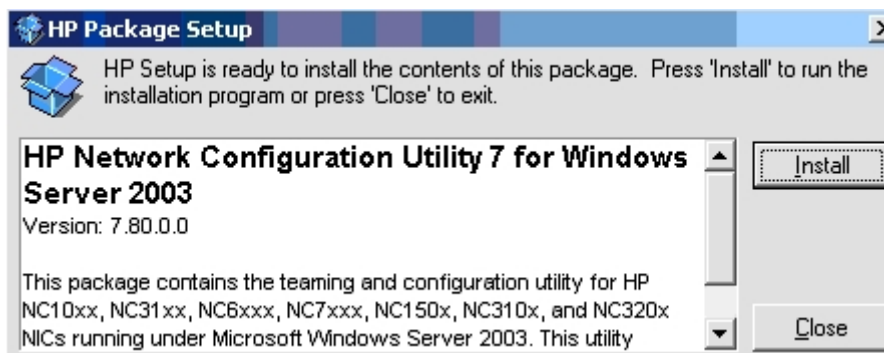 HP Package Setup
HP Setup is ready to install the contents of this package. Press 'Install' to run the
installation program or press 'Close' to exit.
HP Network Configuration Utility 7 for Windows
Server 2003
Version: 7.80.0.0
This package contains the teaming and configuration utility for HP
NC10xx, NC31xx, NC6xxx, NC7xxx, NC150x, NC310x, and NC320x
NICs running under Microsoft Windows Server 2003. This utility
Install
Close